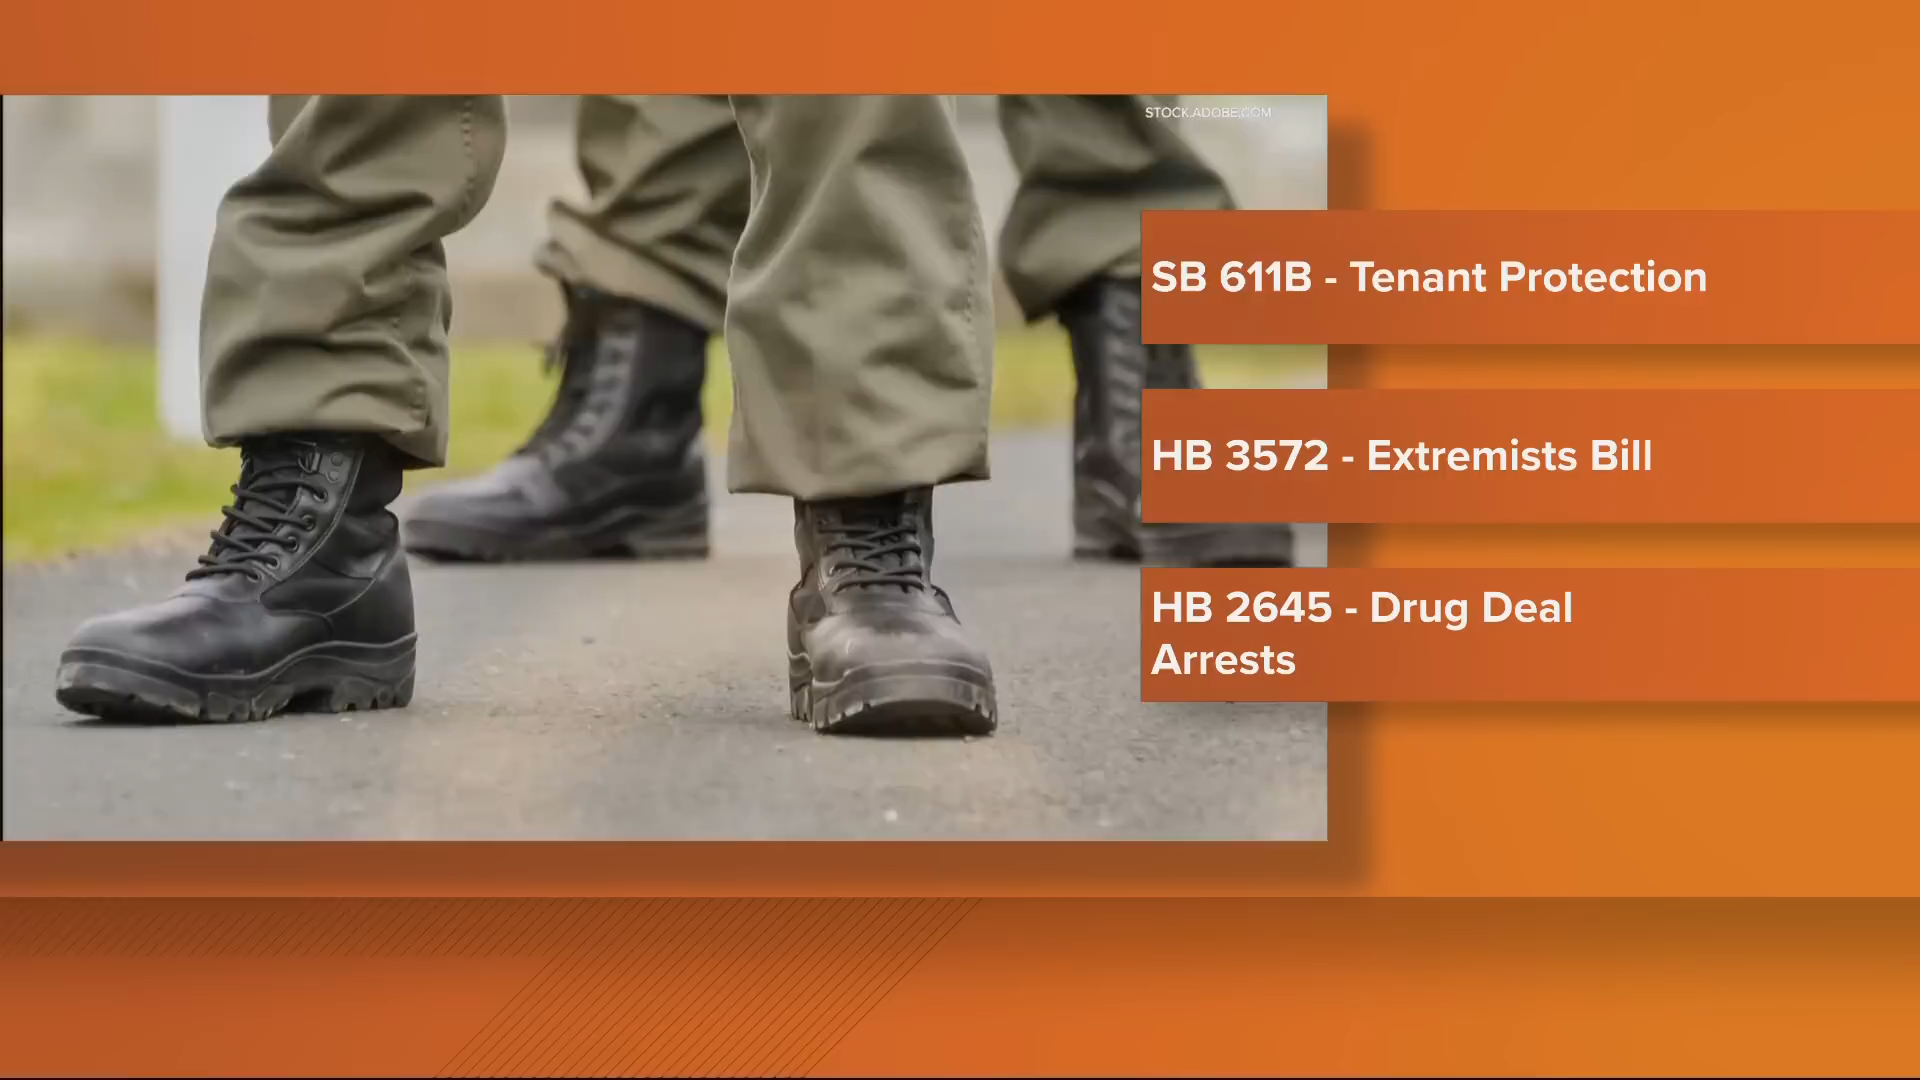 STOCK.ADOBE.COM
SB 611B - Tenant Protection
HB 3572 - Extremists Bill
HB 2645 - Drug Deal
Arrests